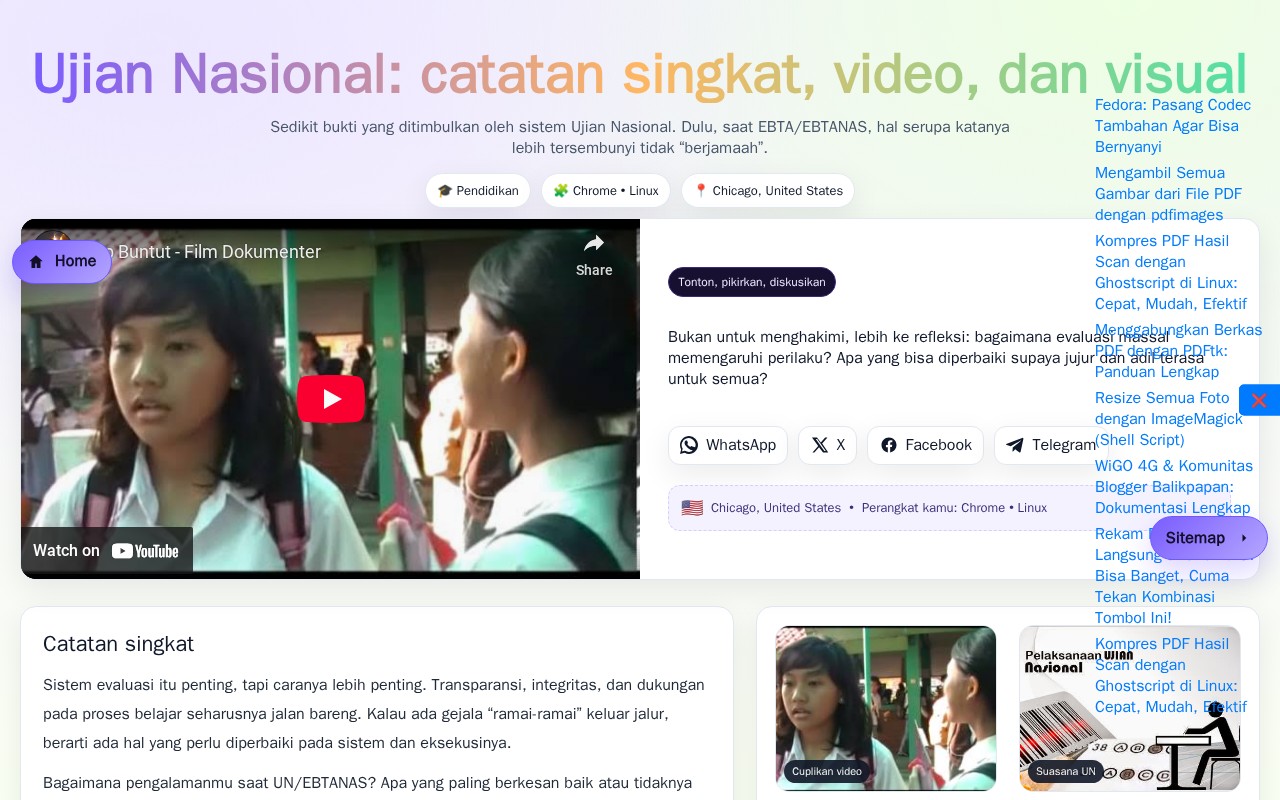 Ujian Nasional: catatan singkat, video, dan visual
Sedikit bukti yang ditimbulkan oleh sistem Ujian Nasional. Dulu, saat EBTA/EBTANAS, hal serupa katanya
lebih tersembunyi tidak “berjamaah”.
🎓 Pendidikan
🧩 Chrome • Linux
📍 Chicago, United States
Home
Buntut - Film Dokumenter
Share
Watch on YouTube
Tonton, pikirkan, diskusikan
Bukan untuk menghakimi, lebih ke refleksi: bagaimana evaluasi massal
memengaruhi perilaku? Apa yang bisa diperbaiki supaya jujur dan adil terasa
untuk semua?
WhatsApp
X
Facebook
Telegram
🇺🇸 Chicago, United States • Perangkat kamu: Chrome • Linux
Fedora: Pasang Codec
Tambahan Agar Bisa
Bernyanyi
Mengambil Semua
Gambar dari File PDF
dengan pdfimages
Kompres PDF Hasil
Scan dengan
Ghostscript di Linux:
Cepat, Mudah, Efektif
Menggabungkan Berkas
PDF dengan PDFtk:
Panduan Lengkap
Resize Semua Foto
dengan ImageMagick
(Shell Script)
WiGO 4G & Komunitas
Blogger Balikpapan:
Dokumentasi Lengkap
Rekam
Langsung
Bisa Banget, Cuma
Tekan Kombinasi
Tombol Ini!
Kompres PDF Hasil
Scan dengan
Ghostscript di Linux:
Cepat, Mudah, Efektif
Sitemap
Catatan singkat
Sistem evaluasi itu penting, tapi caranya lebih penting. Transparansi, integritas, dan dukungan
pada proses belajar seharusnya jalan bareng. Kalau ada gejala “ramai-ramai” keluar jalur,
berarti ada hal yang perlu diperbaiki pada sistem dan eksekusinya.
Bagaimana pengalamanmu saat UN/EBTANAS? Apa yang paling berkesan baik atau tidaknya
Cuplikan video
Pelaksanaan UJIAN
Nasional
38
Suasana UN